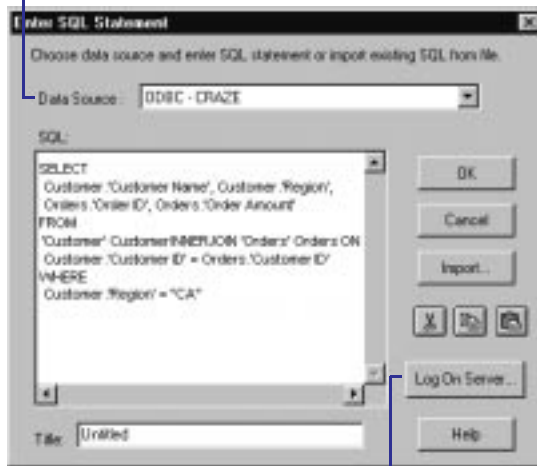 Enter SQL Statement
Choose data source and enter SQL statement or import existing SQL from file.
Data Source: ODBC - CRAZE
SQL:
SELECT
Customer.'Customer Name', Customer.'Region',
Orders.'Order ID', Orders.'Order Amount'
FROM
'Customer' Customer INNER JOIN 'Orders' Orders ON
Customer.'Customer ID' = Orders.'Customer ID'
WHERE
Customer.'Region' = "CA"
OK
Cancel
Import...
Log On Server...
Title: Untitled
Help